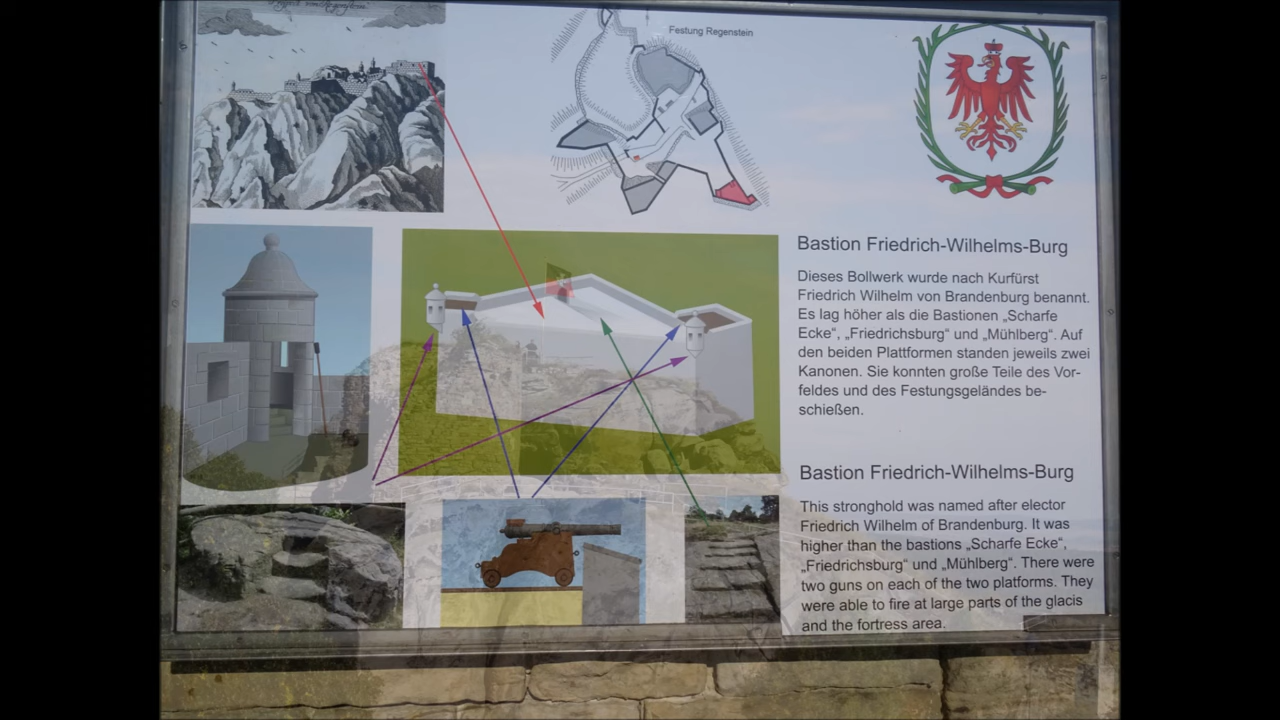 Festung Regenstein
Bastion Friedrich-Wilhelms-Burg
Dieses Bollwerk wurde nach Kurfürst
Friedrich Wilhelm von Brandenburg benannt.
Es lag höher als die Bastionen „Scharfe
Ecke“, „Friedrichsburg“ und „Mühlberg“. Auf
den beiden Plattformen standen jeweils zwei
Kanonen. Sie konnten große Teile des Vor-
feldes und des Festungsgeländes be-
schießen.
Bastion Friedrich-Wilhelms-Burg
This stronghold was named after elector
Friedrich Wilhelm of Brandenburg. It was
higher than the bastions „Scharfe Ecke“,
„Friedrichsburg“ und „Mühlberg“. There were
two guns on each of the two platforms. They
were able to fire at large parts of the glacis
and the fortress area.